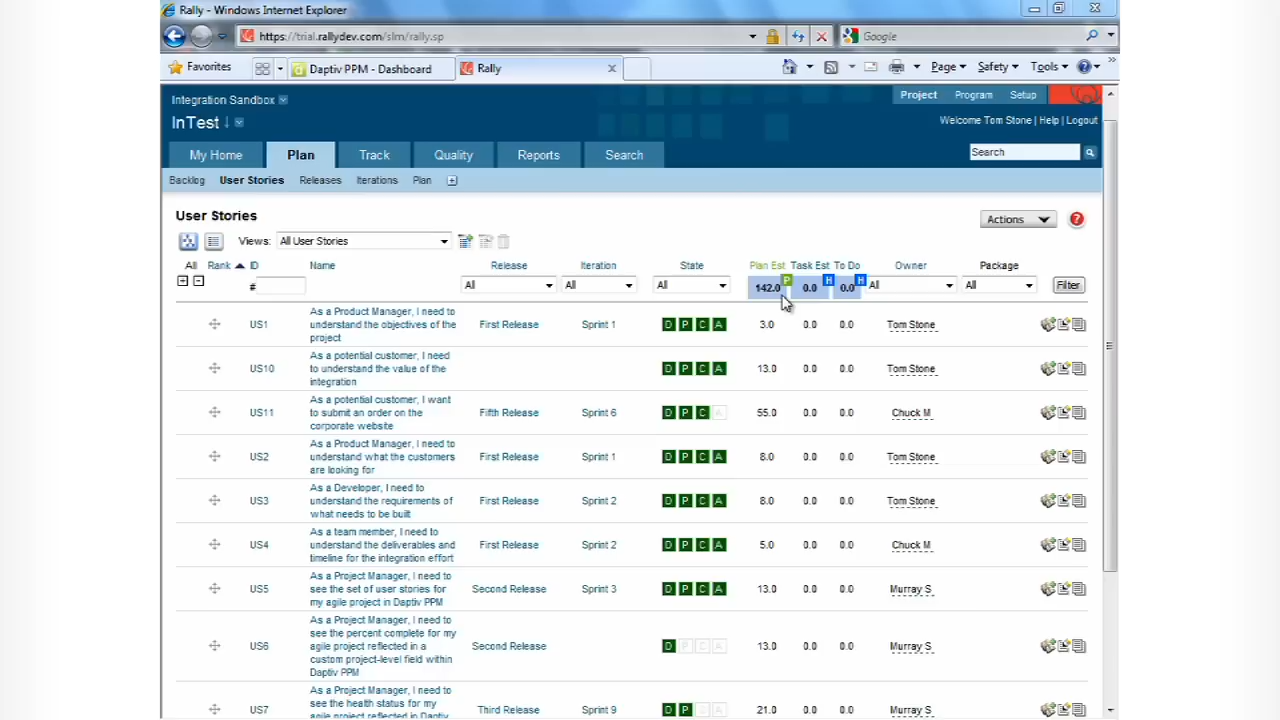 Rally - Windows Internet Explorer
https://trial.rallydev.com/slm/rally.sp
Google
Favorites
Daptiv PPM - Dashboard
Rally
Page
Safety
Tools
Integration Sandbox
Project Program Setup
InTest
Welcome Tom Stone | Help | Logout
My Home Plan Track Quality Reports Search
Search
Backlog User Stories Releases Iterations Plan
User Stories
Actions
Views: All User Stories
All Rank ID Name Release Iteration State Plan Est Task Est To Do Owner Package
# All All All 142.0 P 0.0 H 0.0 H All All Filter
US1 As a Product Manager, I need to First Release Sprint 1 D P C A 3.0 0.0 0.0 Tom Stone
understand the objectives of the
project
US10 As a potential customer, I need D P C A 13.0 0.0 0.0 Tom Stone
to understand the value of the
integration
US11 As a potential customer, I want Fifth Release Sprint 6 D P C A 55.0 0.0 0.0 Chuck M
to submit an order on the
corporate website
US2 As a Product Manager, I need to First Release Sprint 1 D P C A 8.0 0.0 0.0 Tom Stone
understand what the customers
are looking for
US3 As a Developer, I need to First Release Sprint 2 D P C A 8.0 0.0 0.0 Tom Stone
understand the requirements of
what needs to be built
US4 As a team member, I need to First Release Sprint 2 D P C A 5.0 0.0 0.0 Chuck M
understand the deliverables and
timeline for the integration effort
US5 As a Project Manager, I need to Second Release Sprint 3 D P C A 13.0 0.0 0.0 Murray S
see the set of user stories for
my agile project in Daptiv PPM
US6 As a Project Manager, I need to Second Release D P C A 13.0 0.0 0.0 Murray S
see the percent complete for my
agile project reflected in a
custom project-level field within
Daptiv PPM
US7 As a Project Manager, I need to Third Release Sprint 9 D P C A 21.0 0.0 0.0 Murray S
see the health status for my
agile project reflected in Daptiv